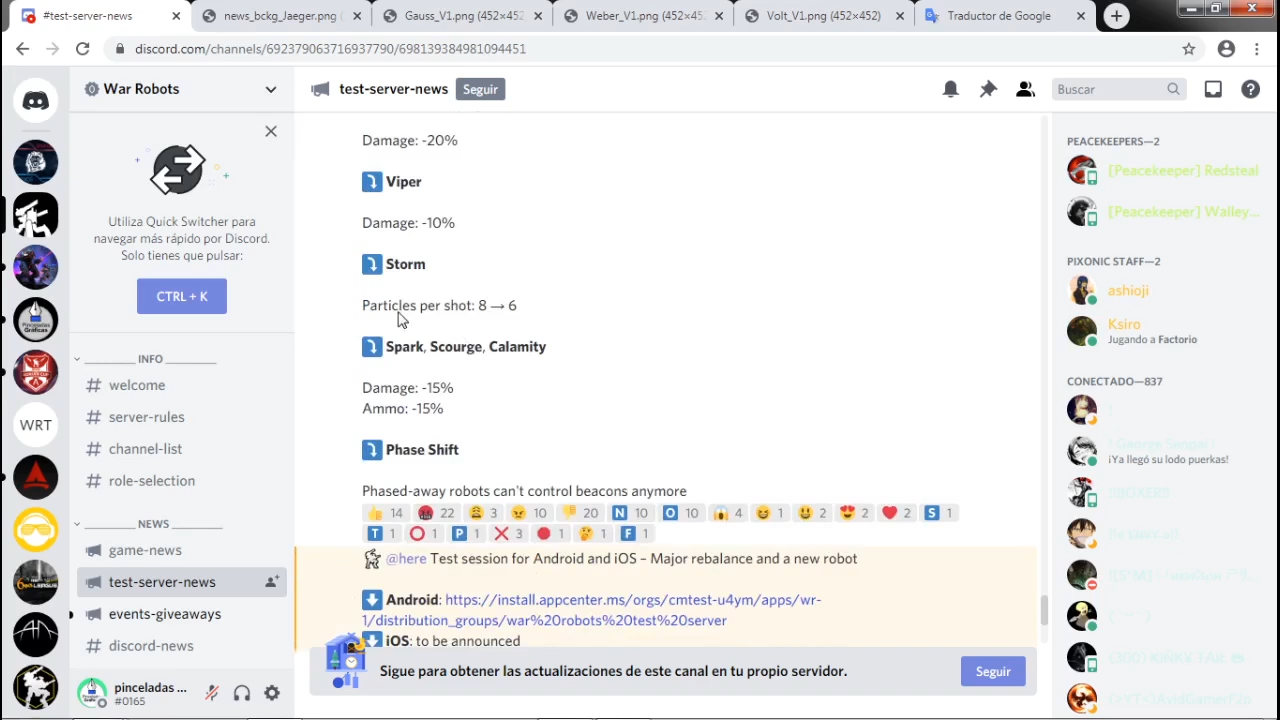 #test-server-news
news_bckg_Jaeger.png
Gauss_V1.png (452×452
Weber_V1.png (452×45
Volt_V1.png (452×452)
Traductor de Google
discord.com/channels/692379063716937790/698139384981094451
War Robots
test-server-news
Seguir
Buscar
Utiliza Quick Switcher para
navegar más rápido por Discord.
Solo tienes que pulsar:
CTRL + K
INFO
# welcome
# server-rules
# channel-list
# role-selection
NEWS
game-news
test-server-news
events-giveaways
discord-news
WRT
pinceladas ...
#0165
Damage: -20%
Viper
Damage: -10%
Storm
Particles per shot: 8 → 6
Spark, Scourge, Calamity
Damage: -15%
Ammo: -15%
Phase Shift
Phased-away robots can't control beacons anymore
14 22 3 10 20 N 10 O 10 4 1 2 2 2 S 1
T 1 1 P 1 3 1 1 F 1
@here Test session for Android and iOS – Major rebalance and a new robot
Android: https://install.appcenter.ms/orgs/cmtest-u4ym/apps/wr-
1/distribution_groups/war%20robots%20test%20server
iOS: to be announced
Sigue para obtener las actualizaciones de este canal en tu propio servidor.
Seguir
PEACEKEEPERS—2
[Peacekeeper] Redsteal
[Peacekeeper] Walley...
PIXONIC STAFF—2
ashioji
Ksiro
Jugando a Factorio
CONECTADO—837
¡Ya llegó su lodo puerkas!